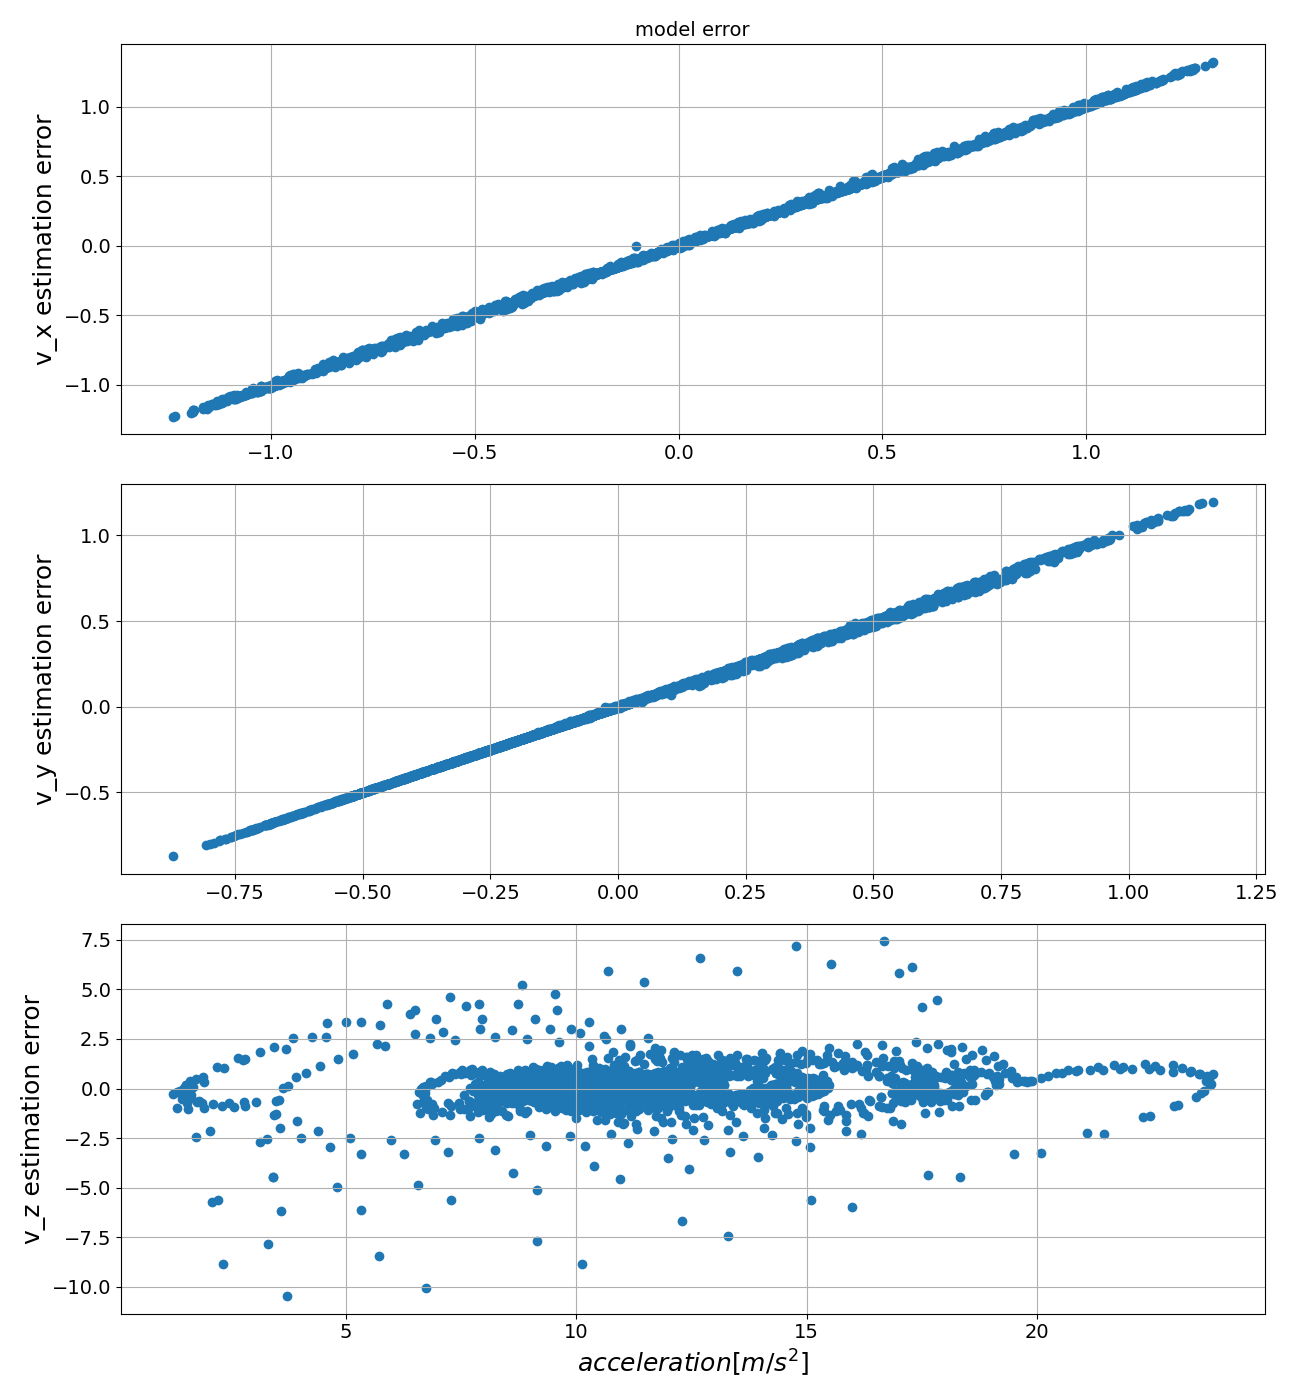 model error
v_x estimation error
1.0
0.5
0.0
−0.5
−1.0
−1.0 −0.5 0.0 0.5 1.0
v_y estimation error
1.0
0.5
0.0
−0.5
−0.75 −0.50 −0.25 0.00 0.25 0.50 0.75 1.00 1.25
v_z estimation error
7.5
5.0
2.5
0.0
−2.5
−5.0
−7.5
−10.0
5 10 15 20
acceleration[m/s²]